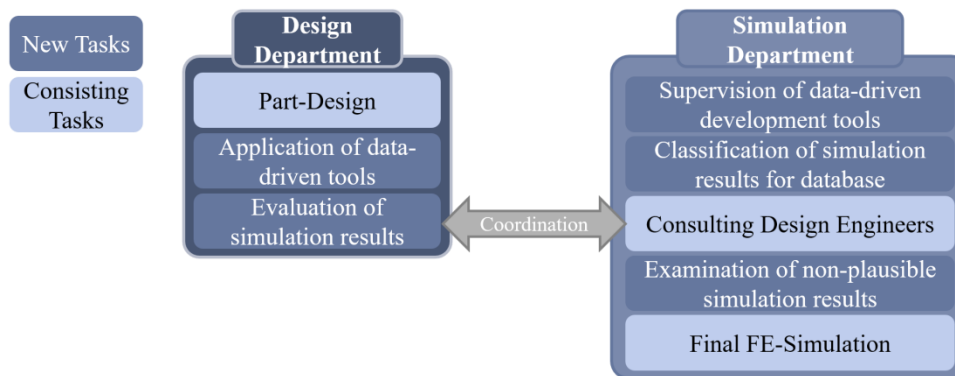 New Tasks
Consisting
Tasks
Design
Department
Part-Design
Application of data-
driven tools
Evaluation of
simulation results
Coordination
Simulation
Department
Supervision of data-driven
development tools
Classification of simulation
results for database
Consulting Design Engineers
Examination of non-plausible
simulation results
Final FE-Simulation